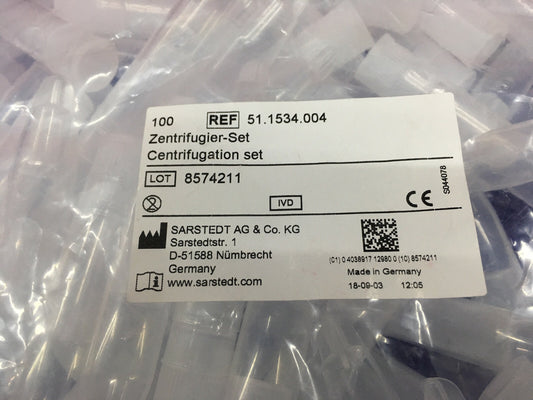 100 REF 51.1534.004
Zentrifugier-Set
Centrifugation set
LOT 8574211
IVD
CE
S044078
SARSTEDT AG & Co. KG
Sarstedtstr. 1
D-51588 Nümbrecht
Germany
www.sarstedt.com
(01) 0 4038917 12980 0 (10) 8574211
Made in Germany
18-09-03 12:05